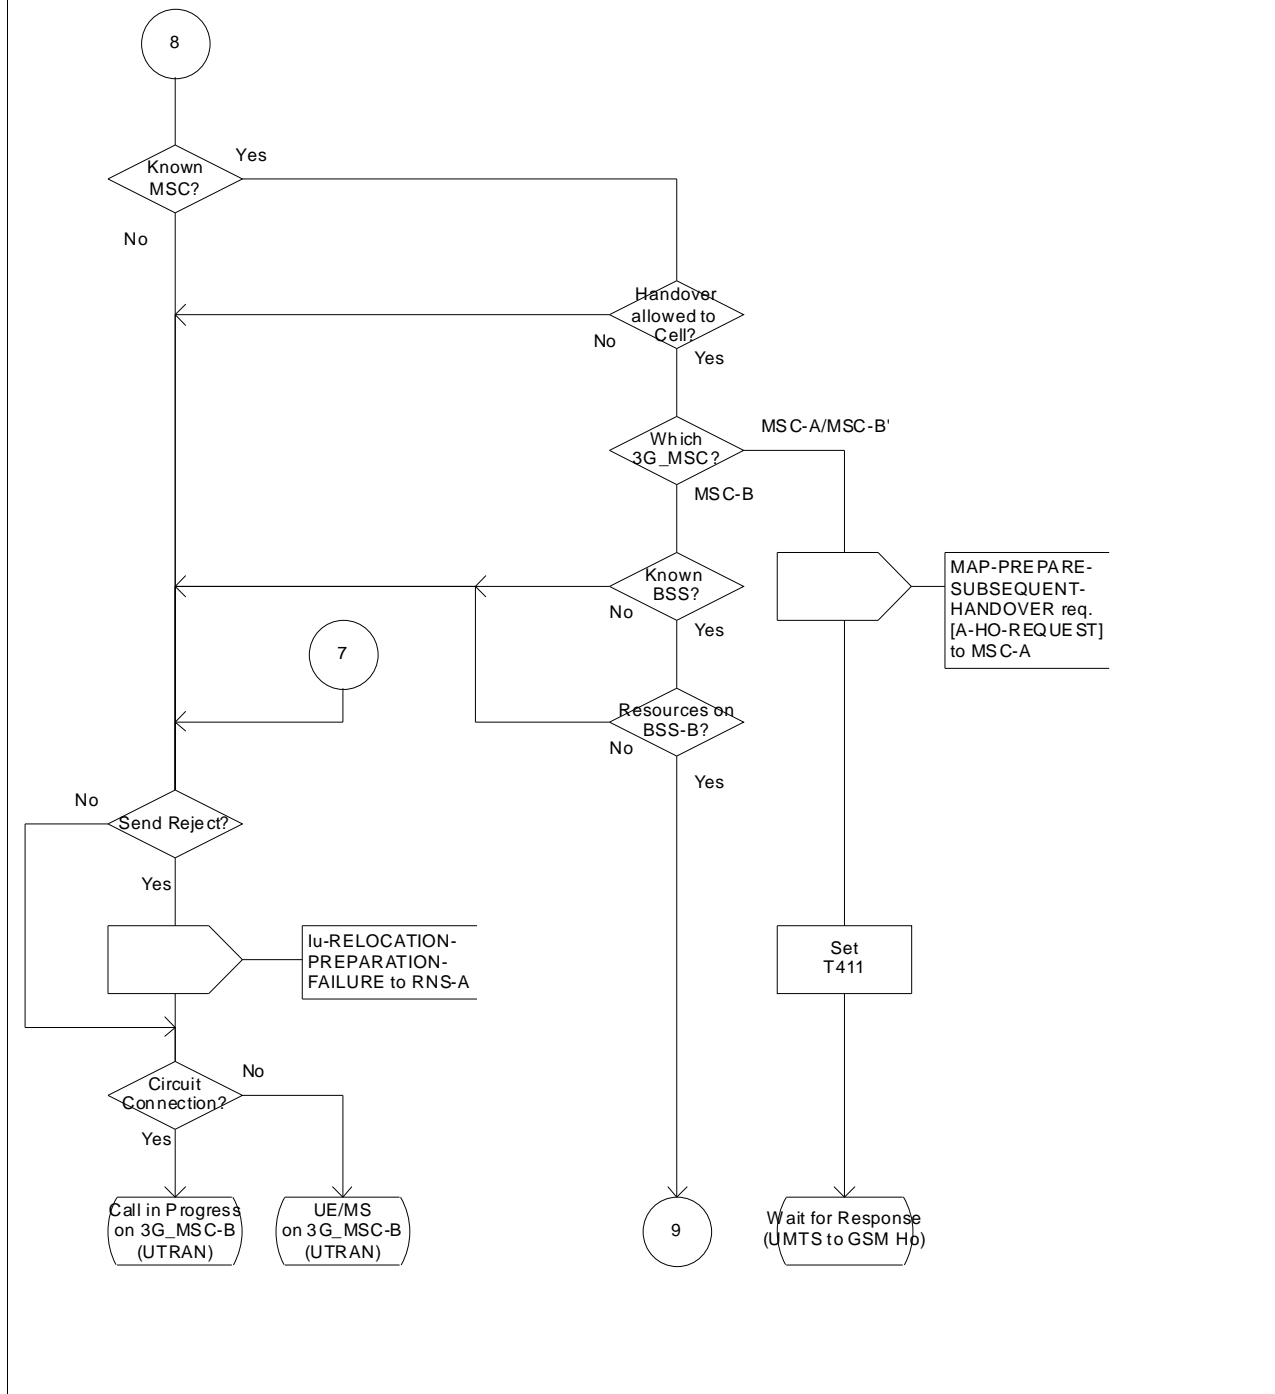 8
Known
MSC?
Yes
No
Handover
allowed to
Cell?
No
Yes
Which
3G_MSC?
MSC-A/MSC-B'
MSC-B
Known
BSS?
No
Yes
MAP-PREPARE-
SUBSEQUENT-
HANDOVER req.
[A-HO-REQUEST]
to MSC-A
7
Resources on
BSS-B?
No
Yes
No
Send Reject?
Yes
Iu-RELOCATION-
PREPARATION-
FAILURE to RNS-A
Set
T411
Circuit
Connection?
No
Yes
Call in Progress
on 3G_MSC-B
(UTRAN)
UE/MS
on 3G_MSC-B
(UTRAN)
9
Wait for Response
(UMTS to GSM Ho)